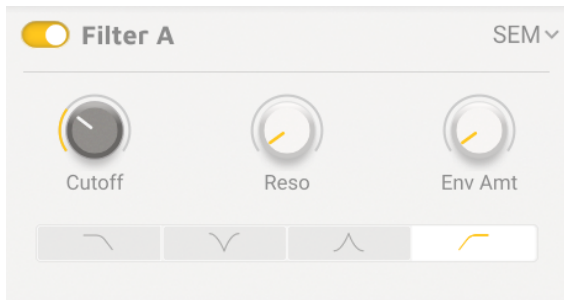 Filter A
SEM
Cutoff
Reso
Env Amt